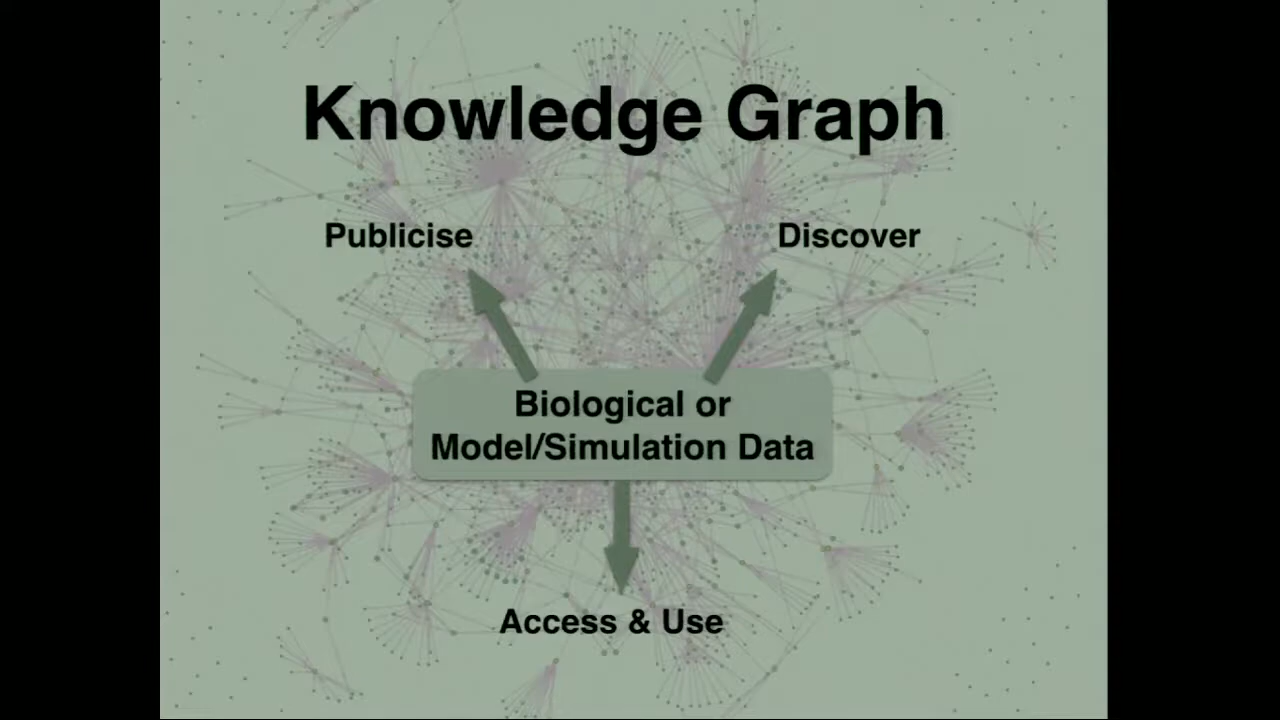 Knowledge Graph
Publicise
Discover
Biological or
Model/Simulation Data
Access & Use